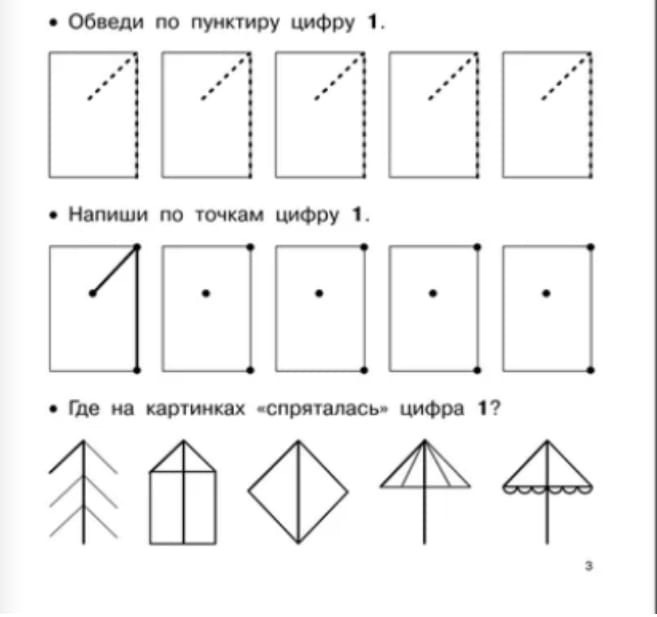 • Обведи по пунктиру цифру 1.
• Напиши по точкам цифру 1.
• Где на картинках «спряталась» цифра 1?
3